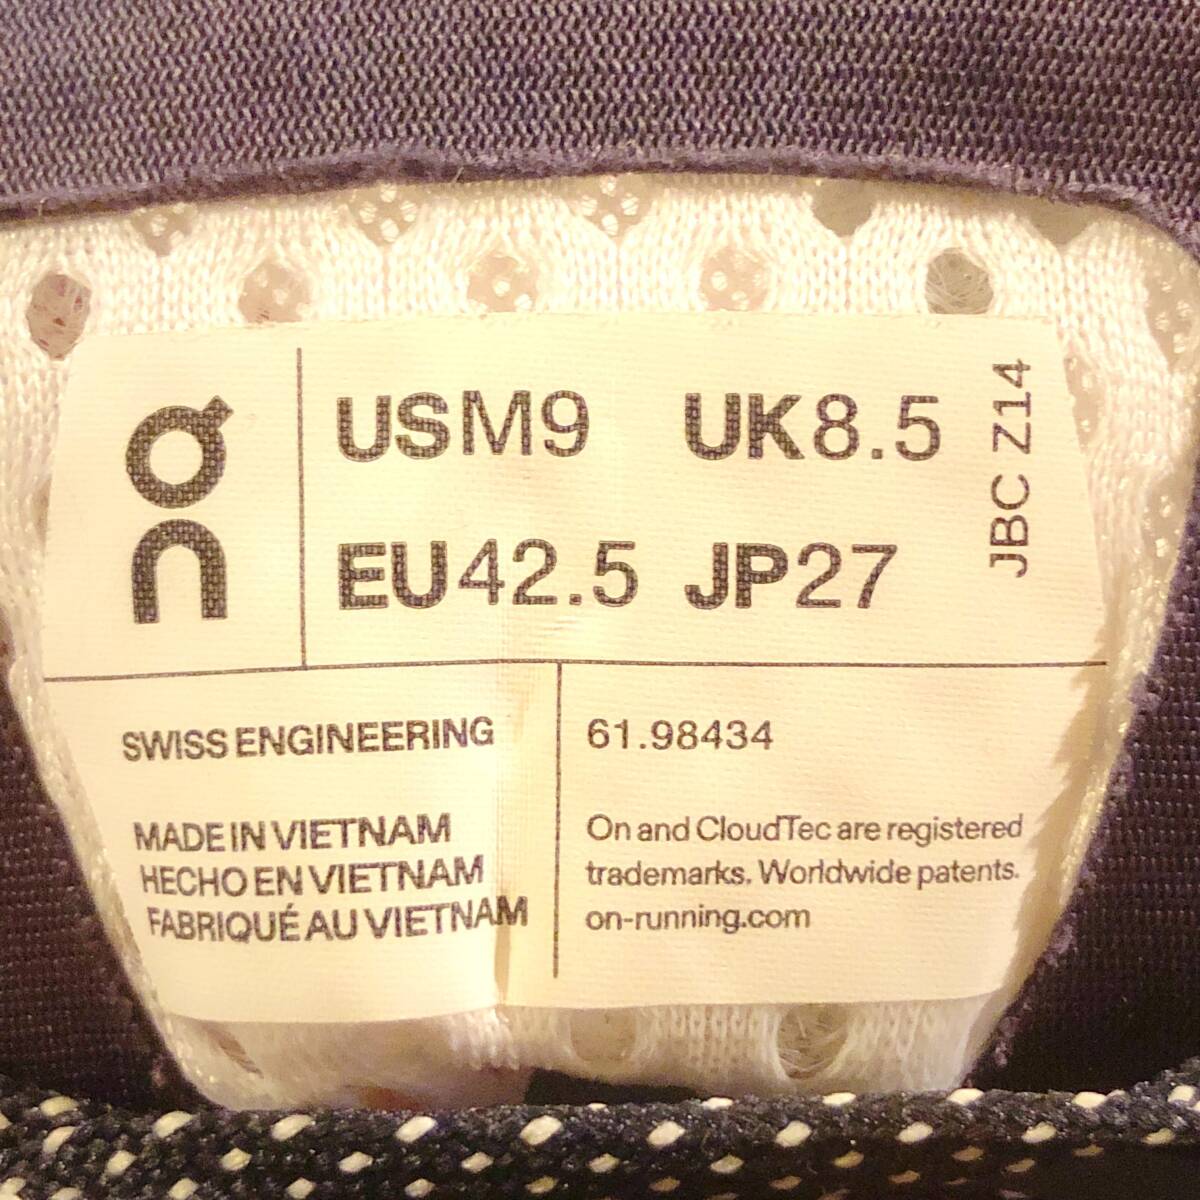 On
USM9 UK8.5
EU42.5 JP27
JBC Z14
SWISS ENGINEERING
MADE IN VIETNAM
HECHO EN VIETNAM
FABRIQUÉ AU VIETNAM
61.98434
On and CloudTec are registered
trademarks. Worldwide patents.
on-running.com